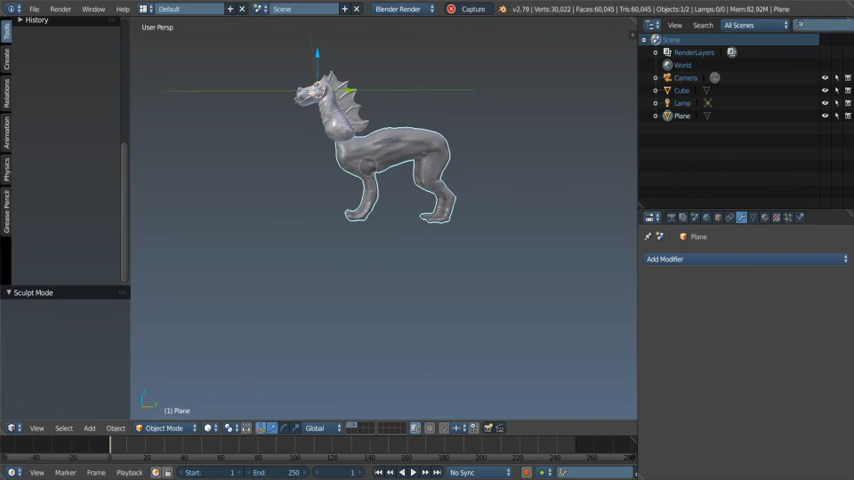 File Render Window Help Default Scene Blender Render Capture v2.79 | Verts:30,022 | Faces:60,045 | Tris:60,045 | Objects:1/2 | Lamps:0/0 | Mem:82.92M | Plane
Tools
Create
Relations
Animation
Physics
Grease Pencil
History
Sculpt Mode
User Persp
(1) Plane
View Select Add Object Object Mode Global
View Search All Scenes
Scene
RenderLayers
World
Camera
Cube
Lamp
Plane
Plane
Add Modifier
-40 -20 0 20 40 60 80 100 120 140 160 180 200 220 240 260
View Marker Frame Playback Start: 1 End: 250 1 No Sync